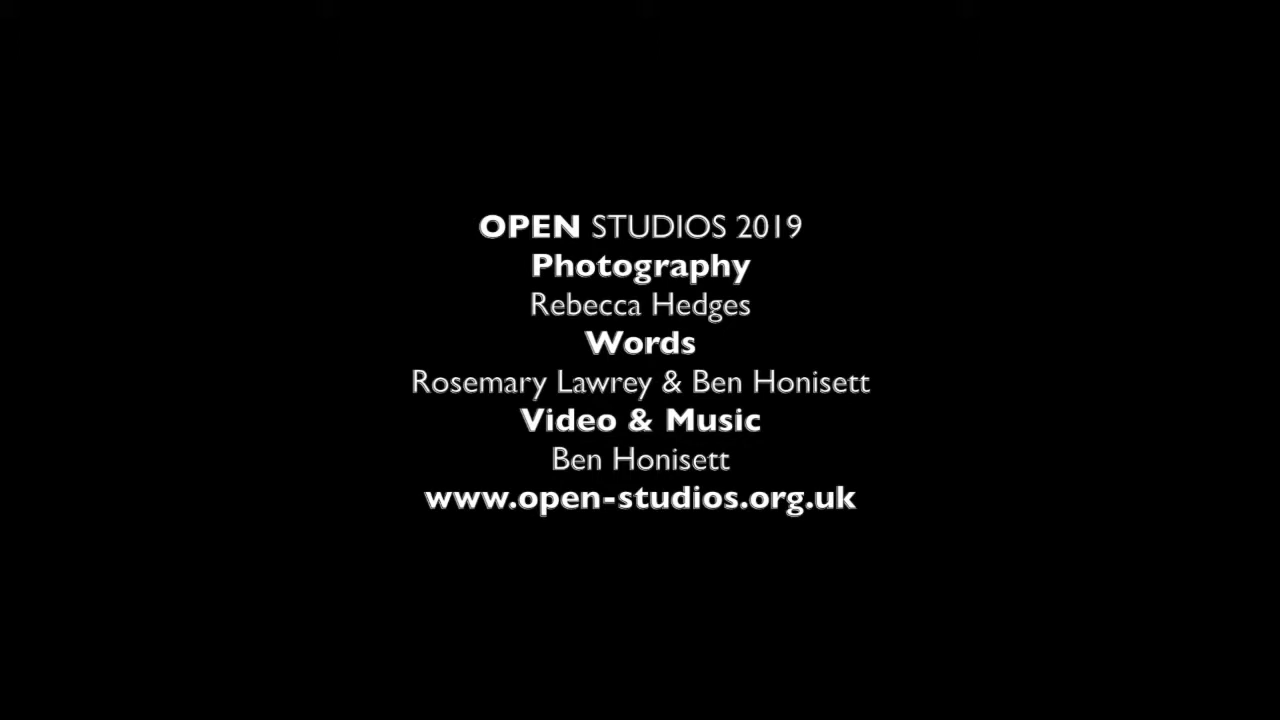 OPEN STUDIOS 2019
Photography
Rebecca Hedges
Words
Rosemary Lawrey & Ben Honisett
Video & Music
Ben Honisett
www.open-studios.org.uk